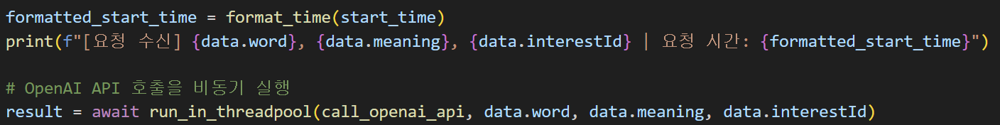 formatted_start_time = format_time(start_time)
print(f"[요청 수신] {data.word}, {data.meaning}, {data.interestId} | 요청 시간: {formatted_start_time}")
# OpenAI API 호출을 비동기 실행
result = await run_in_threadpool(call_openai_api, data.word, data.meaning, data.interestId)